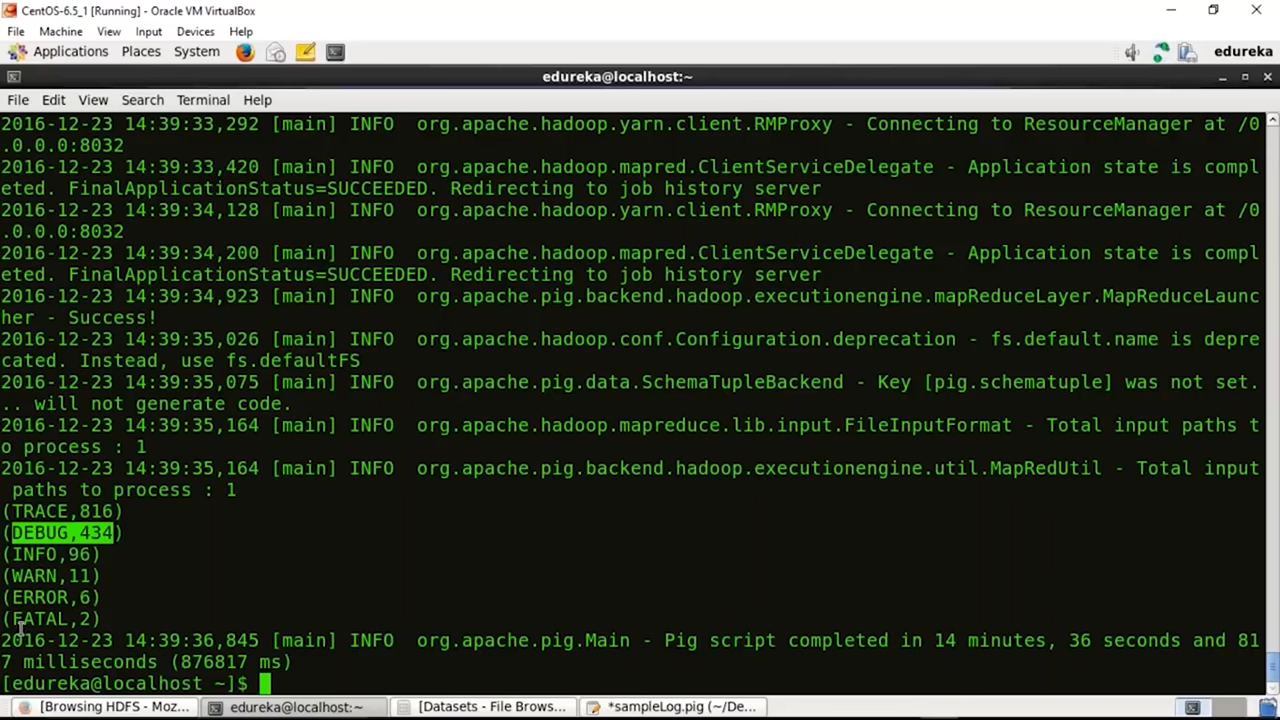 CentOS-6.5_1 [Running] - Oracle VM VirtualBox
File Machine View Input Devices Help
Applications Places System edureka
edureka@localhost:~
File Edit View Search Terminal Help
2016-12-23 14:39:33,292 [main] INFO  org.apache.hadoop.yarn.client.RMProxy - Connecting to ResourceManager at /0
.0.0.0:8032
2016-12-23 14:39:33,420 [main] INFO  org.apache.hadoop.mapred.ClientServiceDelegate - Application state is compl
eted. FinalApplicationStatus=SUCCEEDED. Redirecting to job history server
2016-12-23 14:39:34,128 [main] INFO  org.apache.hadoop.yarn.client.RMProxy - Connecting to ResourceManager at /0
.0.0.0:8032
2016-12-23 14:39:34,200 [main] INFO  org.apache.hadoop.mapred.ClientServiceDelegate - Application state is compl
eted. FinalApplicationStatus=SUCCEEDED. Redirecting to job history server
2016-12-23 14:39:34,923 [main] INFO  org.apache.pig.backend.hadoop.executionengine.mapReduceLayer.MapReduceLaunc
her - Success!
2016-12-23 14:39:35,026 [main] INFO  org.apache.hadoop.conf.Configuration.deprecation - fs.default.name is depre
cated. Instead, use fs.defaultFS
2016-12-23 14:39:35,075 [main] INFO  org.apache.pig.data.SchemaTupleBackend - Key [pig.schematuple] was not set.
.. will not generate code.
2016-12-23 14:39:35,164 [main] INFO  org.apache.hadoop.mapreduce.lib.input.FileInputFormat - Total input paths t
o process : 1
2016-12-23 14:39:35,164 [main] INFO  org.apache.pig.backend.hadoop.executionengine.util.MapRedUtil - Total input
 paths to process : 1
(TRACE,816)
(DEBUG,434)
(INFO,96)
(WARN,11)
(ERROR,6)
(FATAL,2)
2016-12-23 14:39:36,845 [main] INFO  org.apache.pig.Main - Pig script completed in 14 minutes, 36 seconds and 81
7 milliseconds (876817 ms)
[edureka@localhost ~]$
[Browsing HDFS - Moz... edureka@localhost:~ [Datasets - File Brows... *sampleLog.pig (~/De...